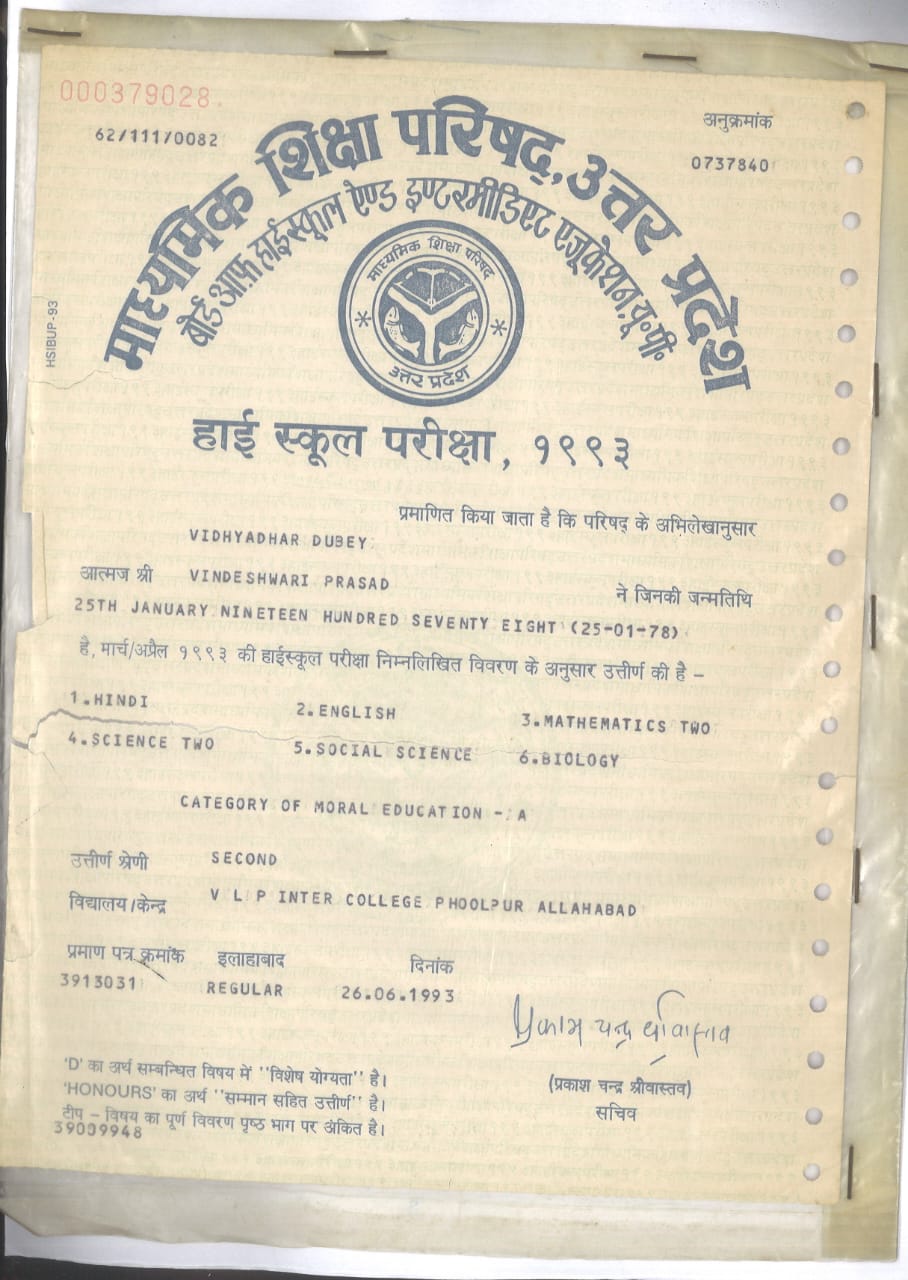 000379028
62/111/0082
अनुक्रमांक
0737840
माध्यमिक शिक्षा परिषद्, उत्तर प्रदेश
बोर्ड ऑफ़ हाईस्कूल ऐण्ड इण्टरमीडिएट एजूकेशन, यू॰पी॰
माध्यमिक शिक्षा परिषद्
उत्तर प्रदेश
HSIBUP-93
हाई स्कूल परीक्षा, १९९३
प्रमाणित किया जाता है कि परिषद् के अभिलेखानुसार
VIDHYADHAR DUBEY
आत्मज श्री VINDESHWARI PRASAD ने जिनकी जन्मतिथि
25TH JANUARY NINETEEN HUNDRED SEVENTY EIGHT (25-01-78)
है, मार्च/अप्रैल १९९३ की हाईस्कूल परीक्षा निम्नलिखित विवरण के अनुसार उत्तीर्ण की है –
1.HINDI 2.ENGLISH 3.MATHEMATICS TWO
4.SCIENCE TWO 5.SOCIAL SCIENCE 6.BIOLOGY
CATEGORY OF MORAL EDUCATION - A
उत्तीर्ण श्रेणी SECOND
विद्यालय/केन्द्र V L P INTER COLLEGE PHOOLPUR ALLAHABAD
प्रमाण पत्र क्रमांक इलाहाबाद दिनांक
3913031 REGULAR 26.06.1993
प्रकाश चन्द्र श्रीवास्तव
(प्रकाश चन्द्र श्रीवास्तव)
सचिव
'D' का अर्थ सम्बन्धित विषय में "विशेष योग्यता" है।
'HONOURS' का अर्थ "सम्मान सहित उत्तीर्ण" है।
टीप – विषय का पूर्ण विवरण पृष्ठ भाग पर अंकित है।
39009948